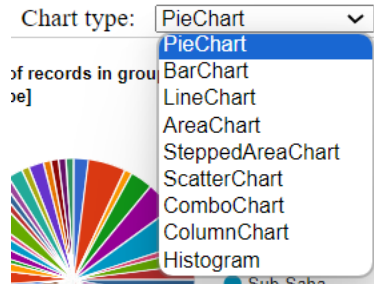 Chart type: PieChart
PieChart
of records in grou
BarChart
pe]
LineChart
AreaChart
SteppedAreaChart
ScatterChart
ComboChart
ColumnChart
Histogram
Sub-Saha